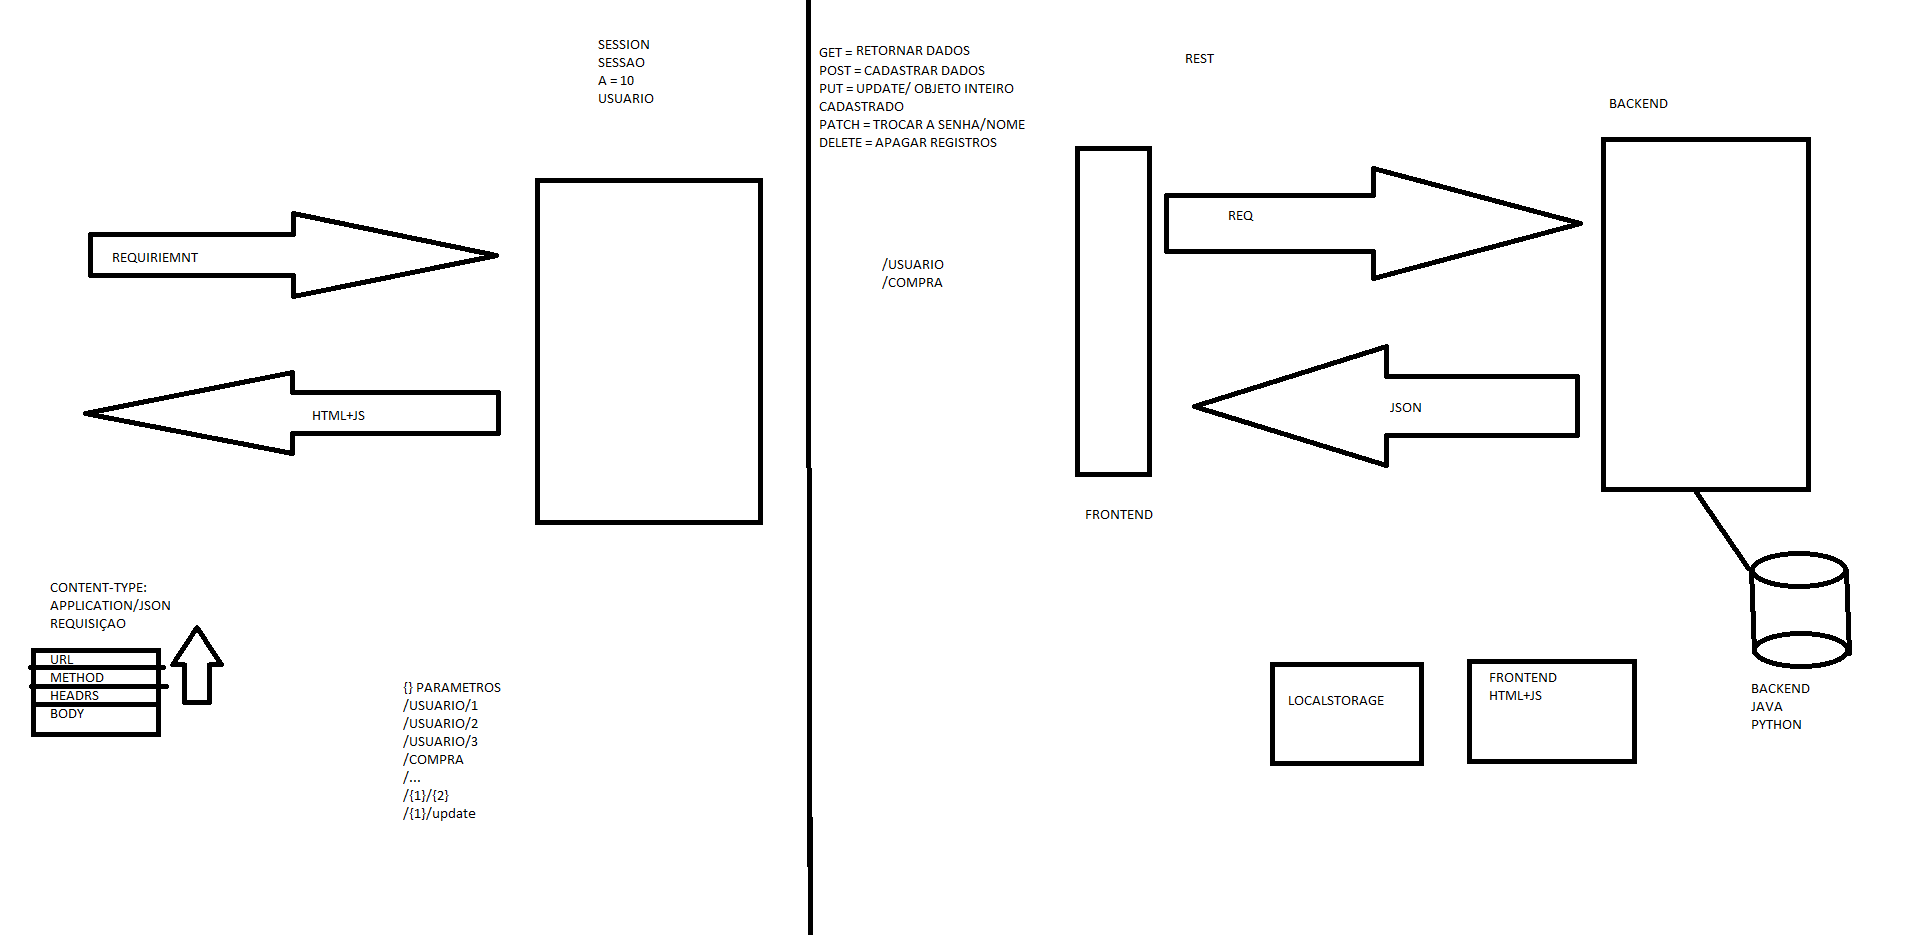 SESSION
SESSAO
A = 10
USUARIO
REQUIRIEMNT
HTML+JS
CONTENT-TYPE:
APPLICATION/JSON
REQUISIÇAO
URL
METHOD
HEADRS
BODY
{} PARAMETROS
/USUARIO/1
/USUARIO/2
/USUARIO/3
/COMPRA
/...
/{1}/{2}
/{1}/update
GET = RETORNAR DADOS
POST = CADASTRAR DADOS
PUT = UPDATE/ OBJETO INTEIRO
CADASTRADO
PATCH = TROCAR A SENHA/NOME
DELETE = APAGAR REGISTROS
REST
BACKEND
/USUARIO
/COMPRA
REQ
JSON
FRONTEND
LOCALSTORAGE
FRONTEND
HTML+JS
BACKEND
JAVA
PYTHON